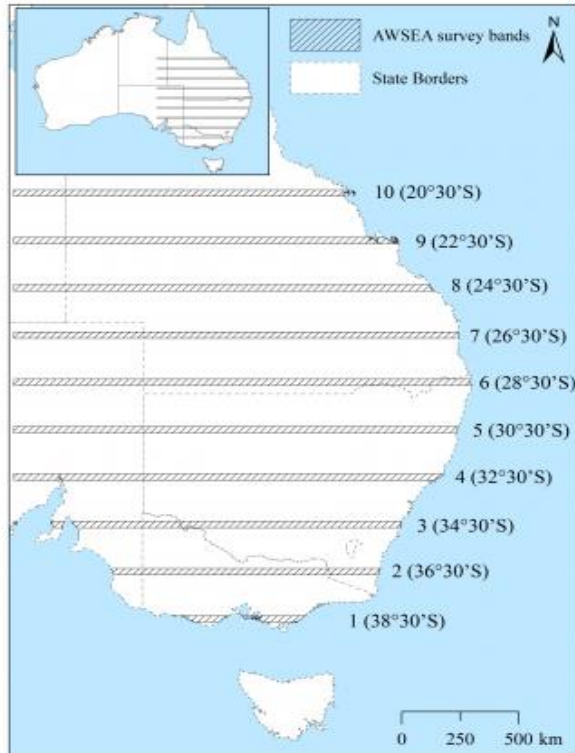 N
AWSEA survey bands
State Borders
10 (20°30'S)
9 (22°30'S)
8 (24°30'S)
7 (26°30'S)
6 (28°30'S)
5 (30°30'S)
4 (32°30'S)
3 (34°30'S)
2 (36°30'S)
1 (38°30'S)
0 250 500 km